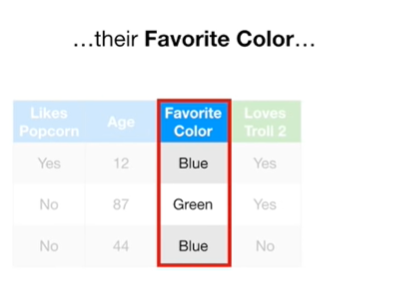 ...their Favorite Color...
Likes Popcorn Age Favorite Color Loves Troll 2
Yes 12 Blue Yes
No 87 Green Yes
No 44 Blue No